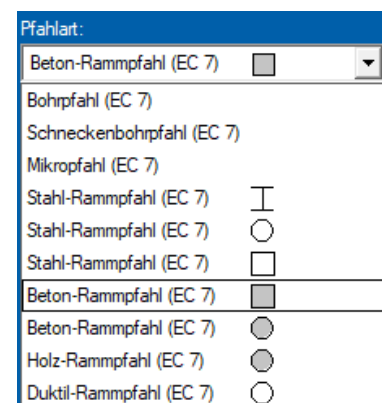 Pfahlart:
Beton-Rammpfahl (EC 7)
Bohrpfahl (EC 7)
Schneckenbohrpfahl (EC 7)
Mikropfahl (EC 7)
Stahl-Rammpfahl (EC 7)
Stahl-Rammpfahl (EC 7)
Stahl-Rammpfahl (EC 7)
Beton-Rammpfahl (EC 7)
Beton-Rammpfahl (EC 7)
Holz-Rammpfahl (EC 7)
Duktil-Rammpfahl (EC 7)